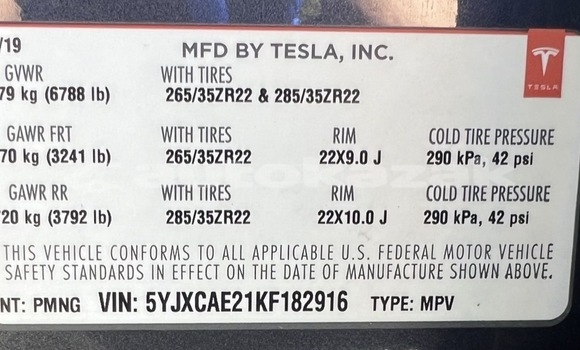 /19 MFD BY TESLA, INC.
TESLA
GVWR WITH TIRES
79 kg (6788 lb) 265/35ZR22 & 285/35ZR22
GAWR FRT WITH TIRES RIM COLD TIRE PRESSURE
70 kg (3241 lb) 265/35ZR22 22X9.0 J 290 kPa, 42 psi
GAWR RR WITH TIRES RIM COLD TIRE PRESSURE
720 kg (3792 lb) 285/35ZR22 22X10.0 J 290 kPa, 42 psi
THIS VEHICLE CONFORMS TO ALL APPLICABLE U.S. FEDERAL MOTOR VEHICLE
SAFETY STANDARDS IN EFFECT ON THE DATE OF MANUFACTURE SHOWN ABOVE.
NT: PMNG VIN: 5YJXCAE21KF182916 TYPE: MPV